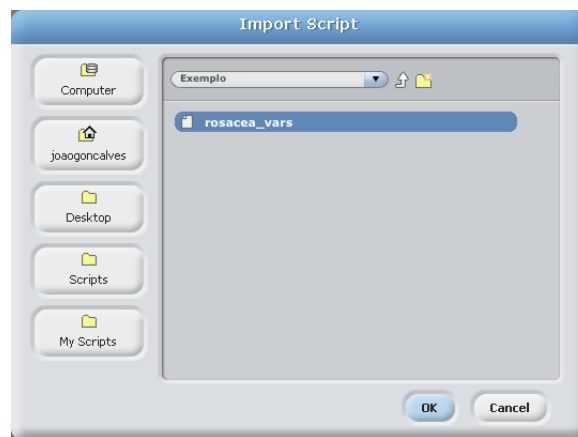 Import Script
Computer
joaogoncalves
Desktop
Scripts
My Scripts
Exemplo
rosacea_vars
OK
Cancel